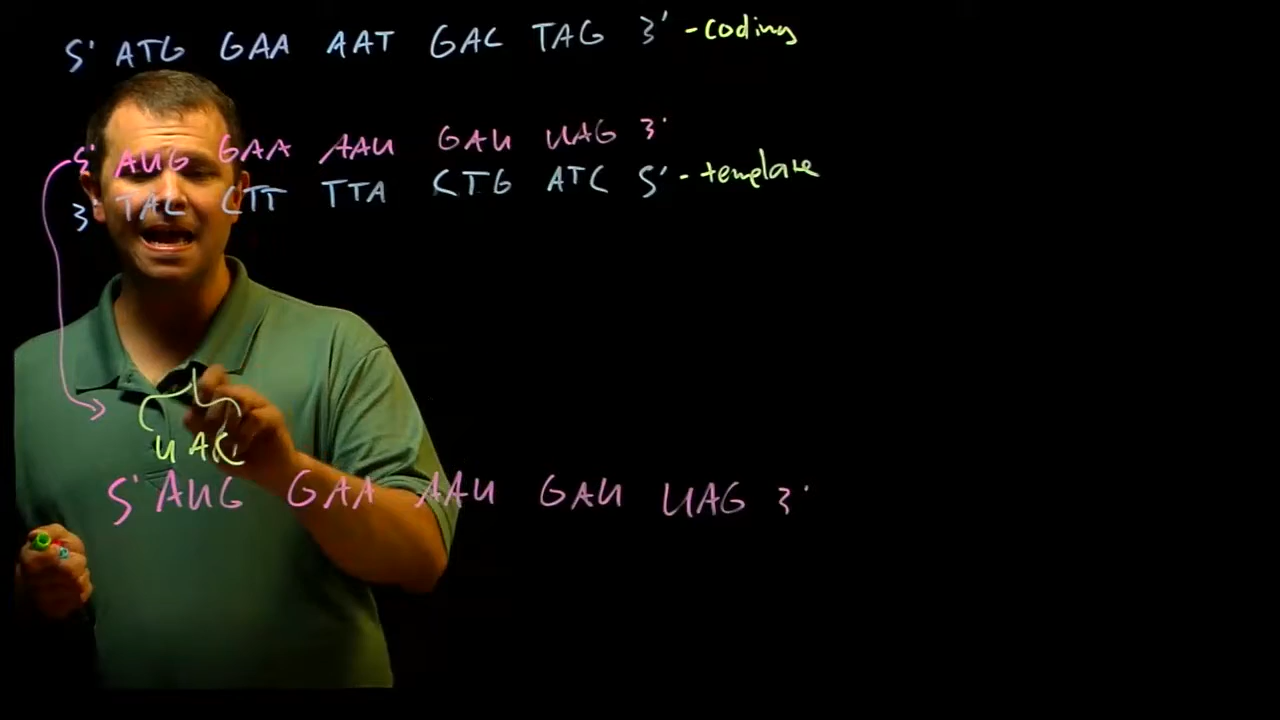 5' ATG GAA AAT GAC TAG 3' - coding
5' AUG GAA AAU GAU UAG 3'
3' TAC CTT TTA CTG ATC 5' - template
UAC
5' AUG GAA AAU GAU UAG 3'